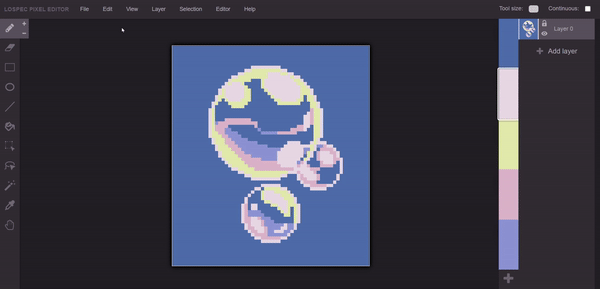 LOSPEC PIXEL EDITOR File Edit View Layer Selection Editor Help Tool size: Continuous:
Layer 0
Add layer